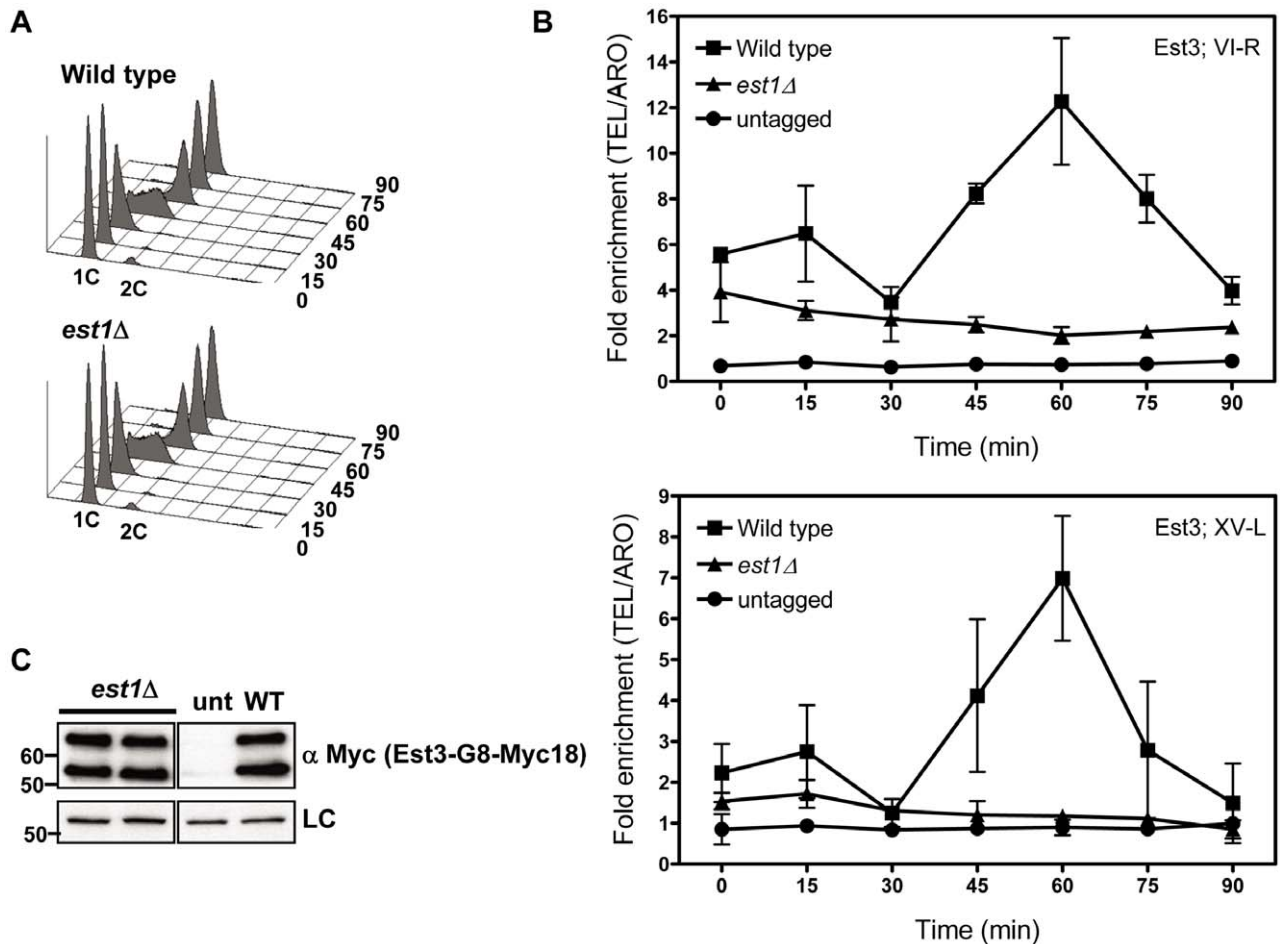 A
Wild type
90
75
60
45
30
15
0
1C
2C
est1Δ
90
75
60
45
30
15
0
1C
2C
C
est1Δ unt WT
60
50
α Myc (Est3-G8-Myc18)
50
LC
B
Est3; VI-R
Wild type
est1Δ
untagged
Fold enrichment (TEL/ARO)
16
14
12
10
8
6
4
2
0
0 15 30 45 60 75 90
Time (min)
Est3; XV-L
Wild type
est1Δ
untagged
Fold enrichment (TEL/ARO)
9
8
7
6
5
4
3
2
1
0
0 15 30 45 60 75 90
Time (min)